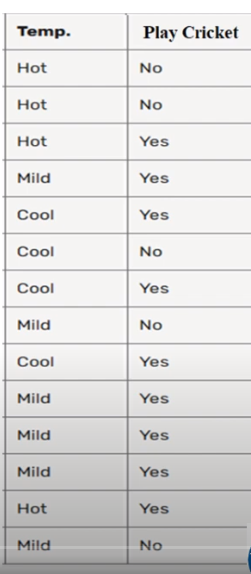 Temp. Play Cricket
Hot No
Hot No
Hot Yes
Mild Yes
Cool Yes
Cool No
Cool Yes
Mild No
Cool Yes
Mild Yes
Mild Yes
Mild Yes
Hot Yes
Mild No